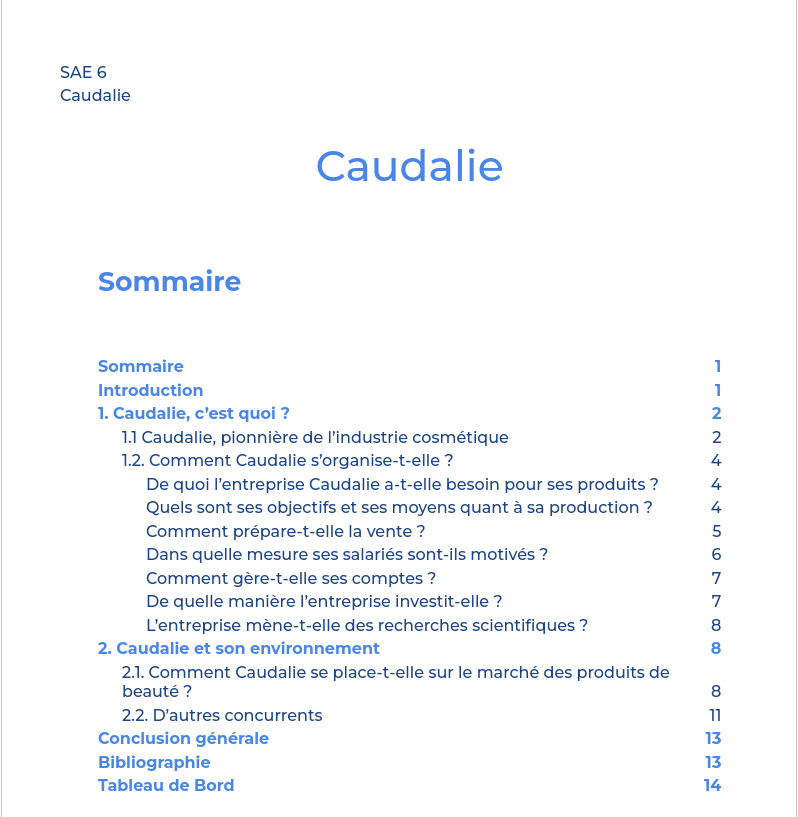 SAE 6
Caudalie
Caudalie
Sommaire
Sommaire 1
Introduction 1
1. Caudalie, c’est quoi ? 2
1.1 Caudalie, pionnière de l’industrie cosmétique 2
1.2. Comment Caudalie s’organise-t-elle ? 4
De quoi l’entreprise Caudalie a-t-elle besoin pour ses produits ? 4
Quels sont ses objectifs et ses moyens quant à sa production ? 4
Comment prépare-t-elle la vente ? 5
Dans quelle mesure ses salariés sont-ils motivés ? 6
Comment gère-t-elle ses comptes ? 7
De quelle manière l’entreprise investit-elle ? 7
L’entreprise mène-t-elle des recherches scientifiques ? 8
2. Caudalie et son environnement 8
2.1. Comment Caudalie se place-t-elle sur le marché des produits de
beauté ? 8
2.2. D’autres concurrents 11
Conclusion générale 13
Bibliographie 13
Tableau de Bord 14